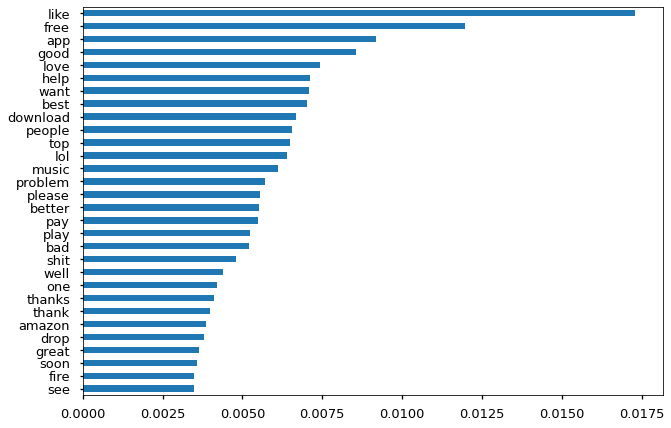 like
free
app
good
love
help
want
best
download
people
top
lol
music
problem
please
better
pay
play
bad
shit
well
one
thanks
thank
amazon
drop
great
soon
fire
see
0.0000 0.0025 0.0050 0.0075 0.0100 0.0125 0.0150 0.0175